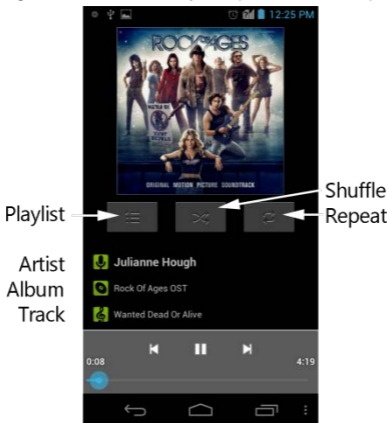 12:25 PM
ROCK OF AGES
ORIGINAL MOTION PICTURE SOUNDTRACK
Shuffle
Playlist
Repeat
Artist
Julianne Hough
Album
Rock Of Ages OST
Track
Wanted Dead Or Alive
0:08
4:19